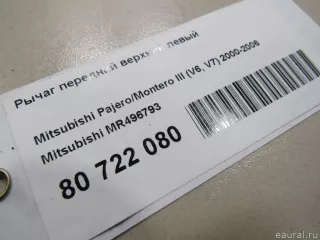 Рычаг передний верхний левый
Mitsubishi Pajero/Montero III (V6, V7) 2000-2006
Mitsubishi MR496793
80 722 080
eaural.ru